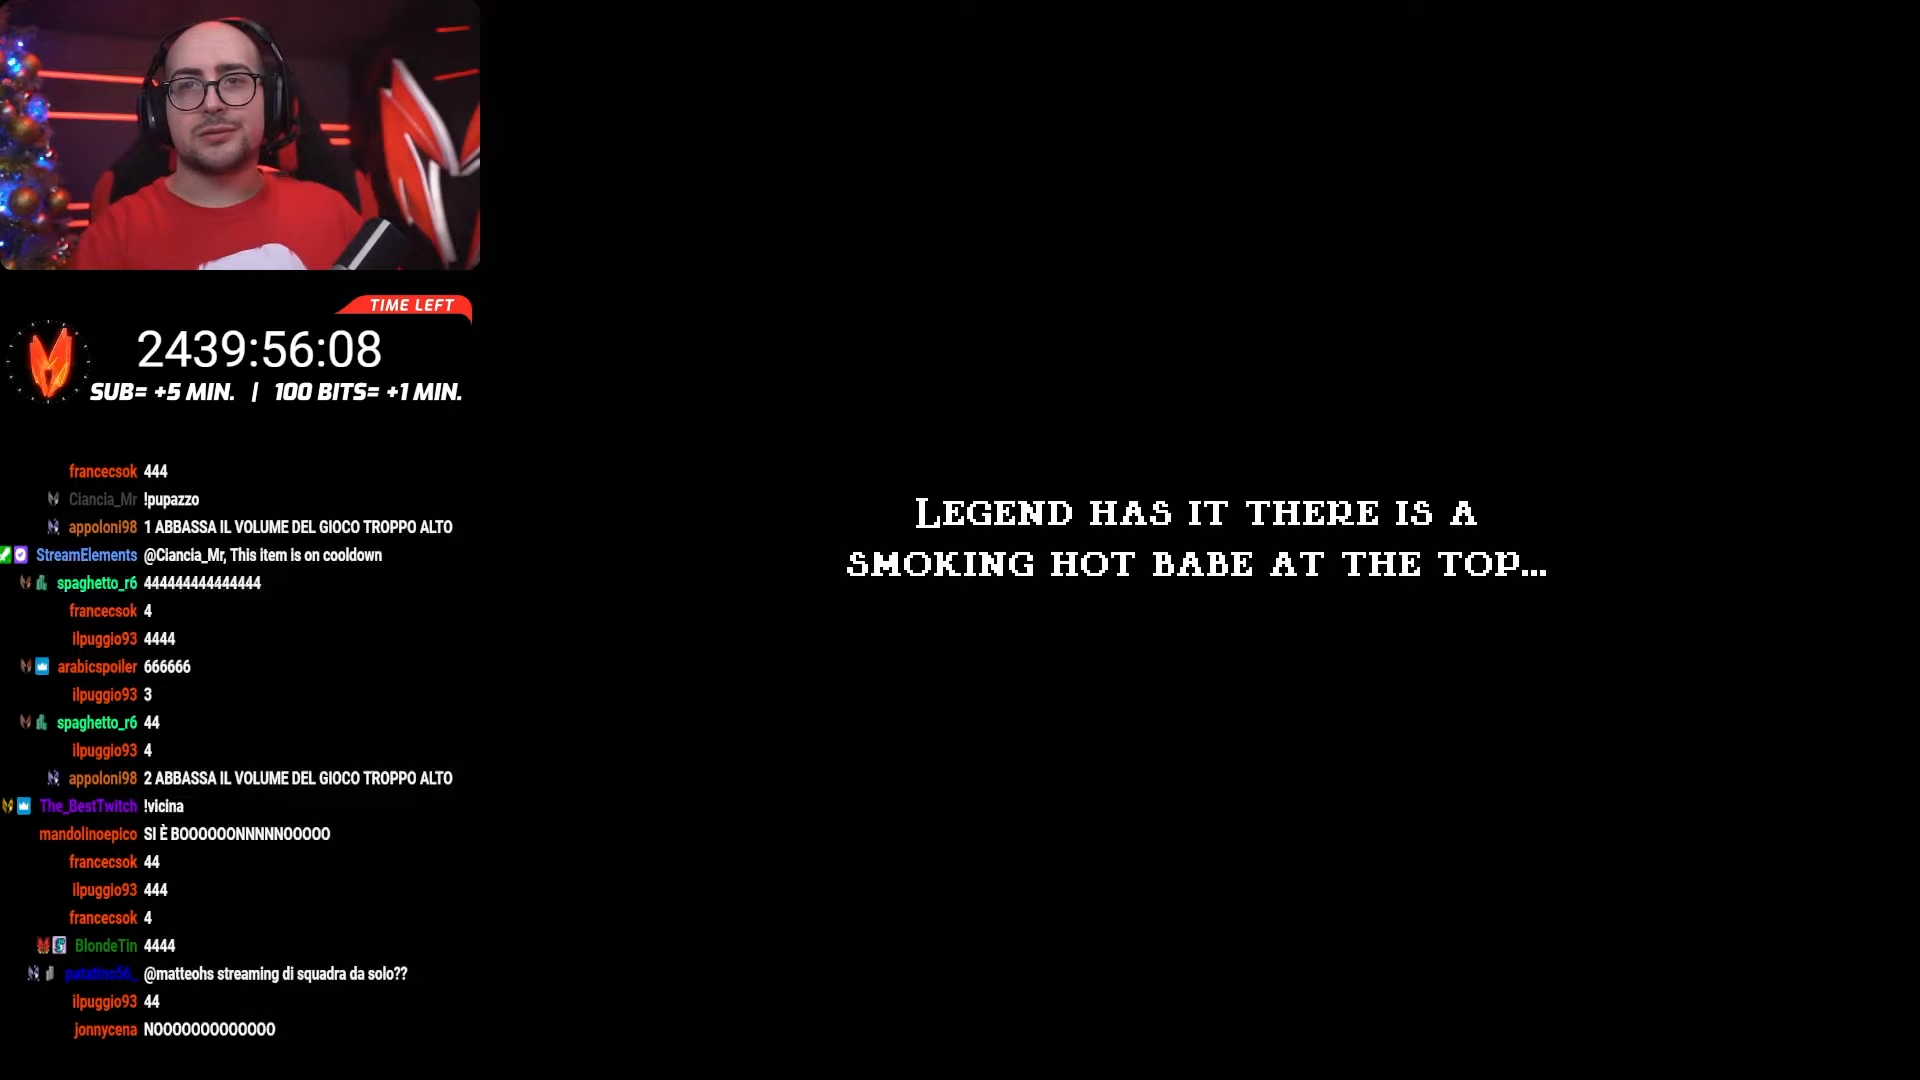 TIME LEFT
2439:56:08
SUB= +5 MIN. | 100 BITS= +1 MIN.
francecsok 444
Ciancia_Mr !pupazzo
appoloni98 1 ABBASSA IL VOLUME DEL GIOCO TROPPO ALTO
StreamElements @Ciancia_Mr, This item is on cooldown
spaghetto_r6 444444444444444
francecsok 4
ilpuggio93 4444
arabicspoiler 666666
ilpuggio93 3
spaghetto_r6 44
ilpuggio93 4
appoloni98 2 ABBASSA IL VOLUME DEL GIOCO TROPPO ALTO
The_BestTwitch !vicina
mandolinoepico SI È BOOOOOONNNNNOOOOO
francecsok 44
ilpuggio93 444
francecsok 4
BlondeTin 4444
patatino56_ @matteohs streaming di squadra da solo??
ilpuggio93 44
jonnycena NOOOOOOOOOOOOO
LEGEND HAS IT THERE IS A
SMOKING HOT BABE AT THE TOP...